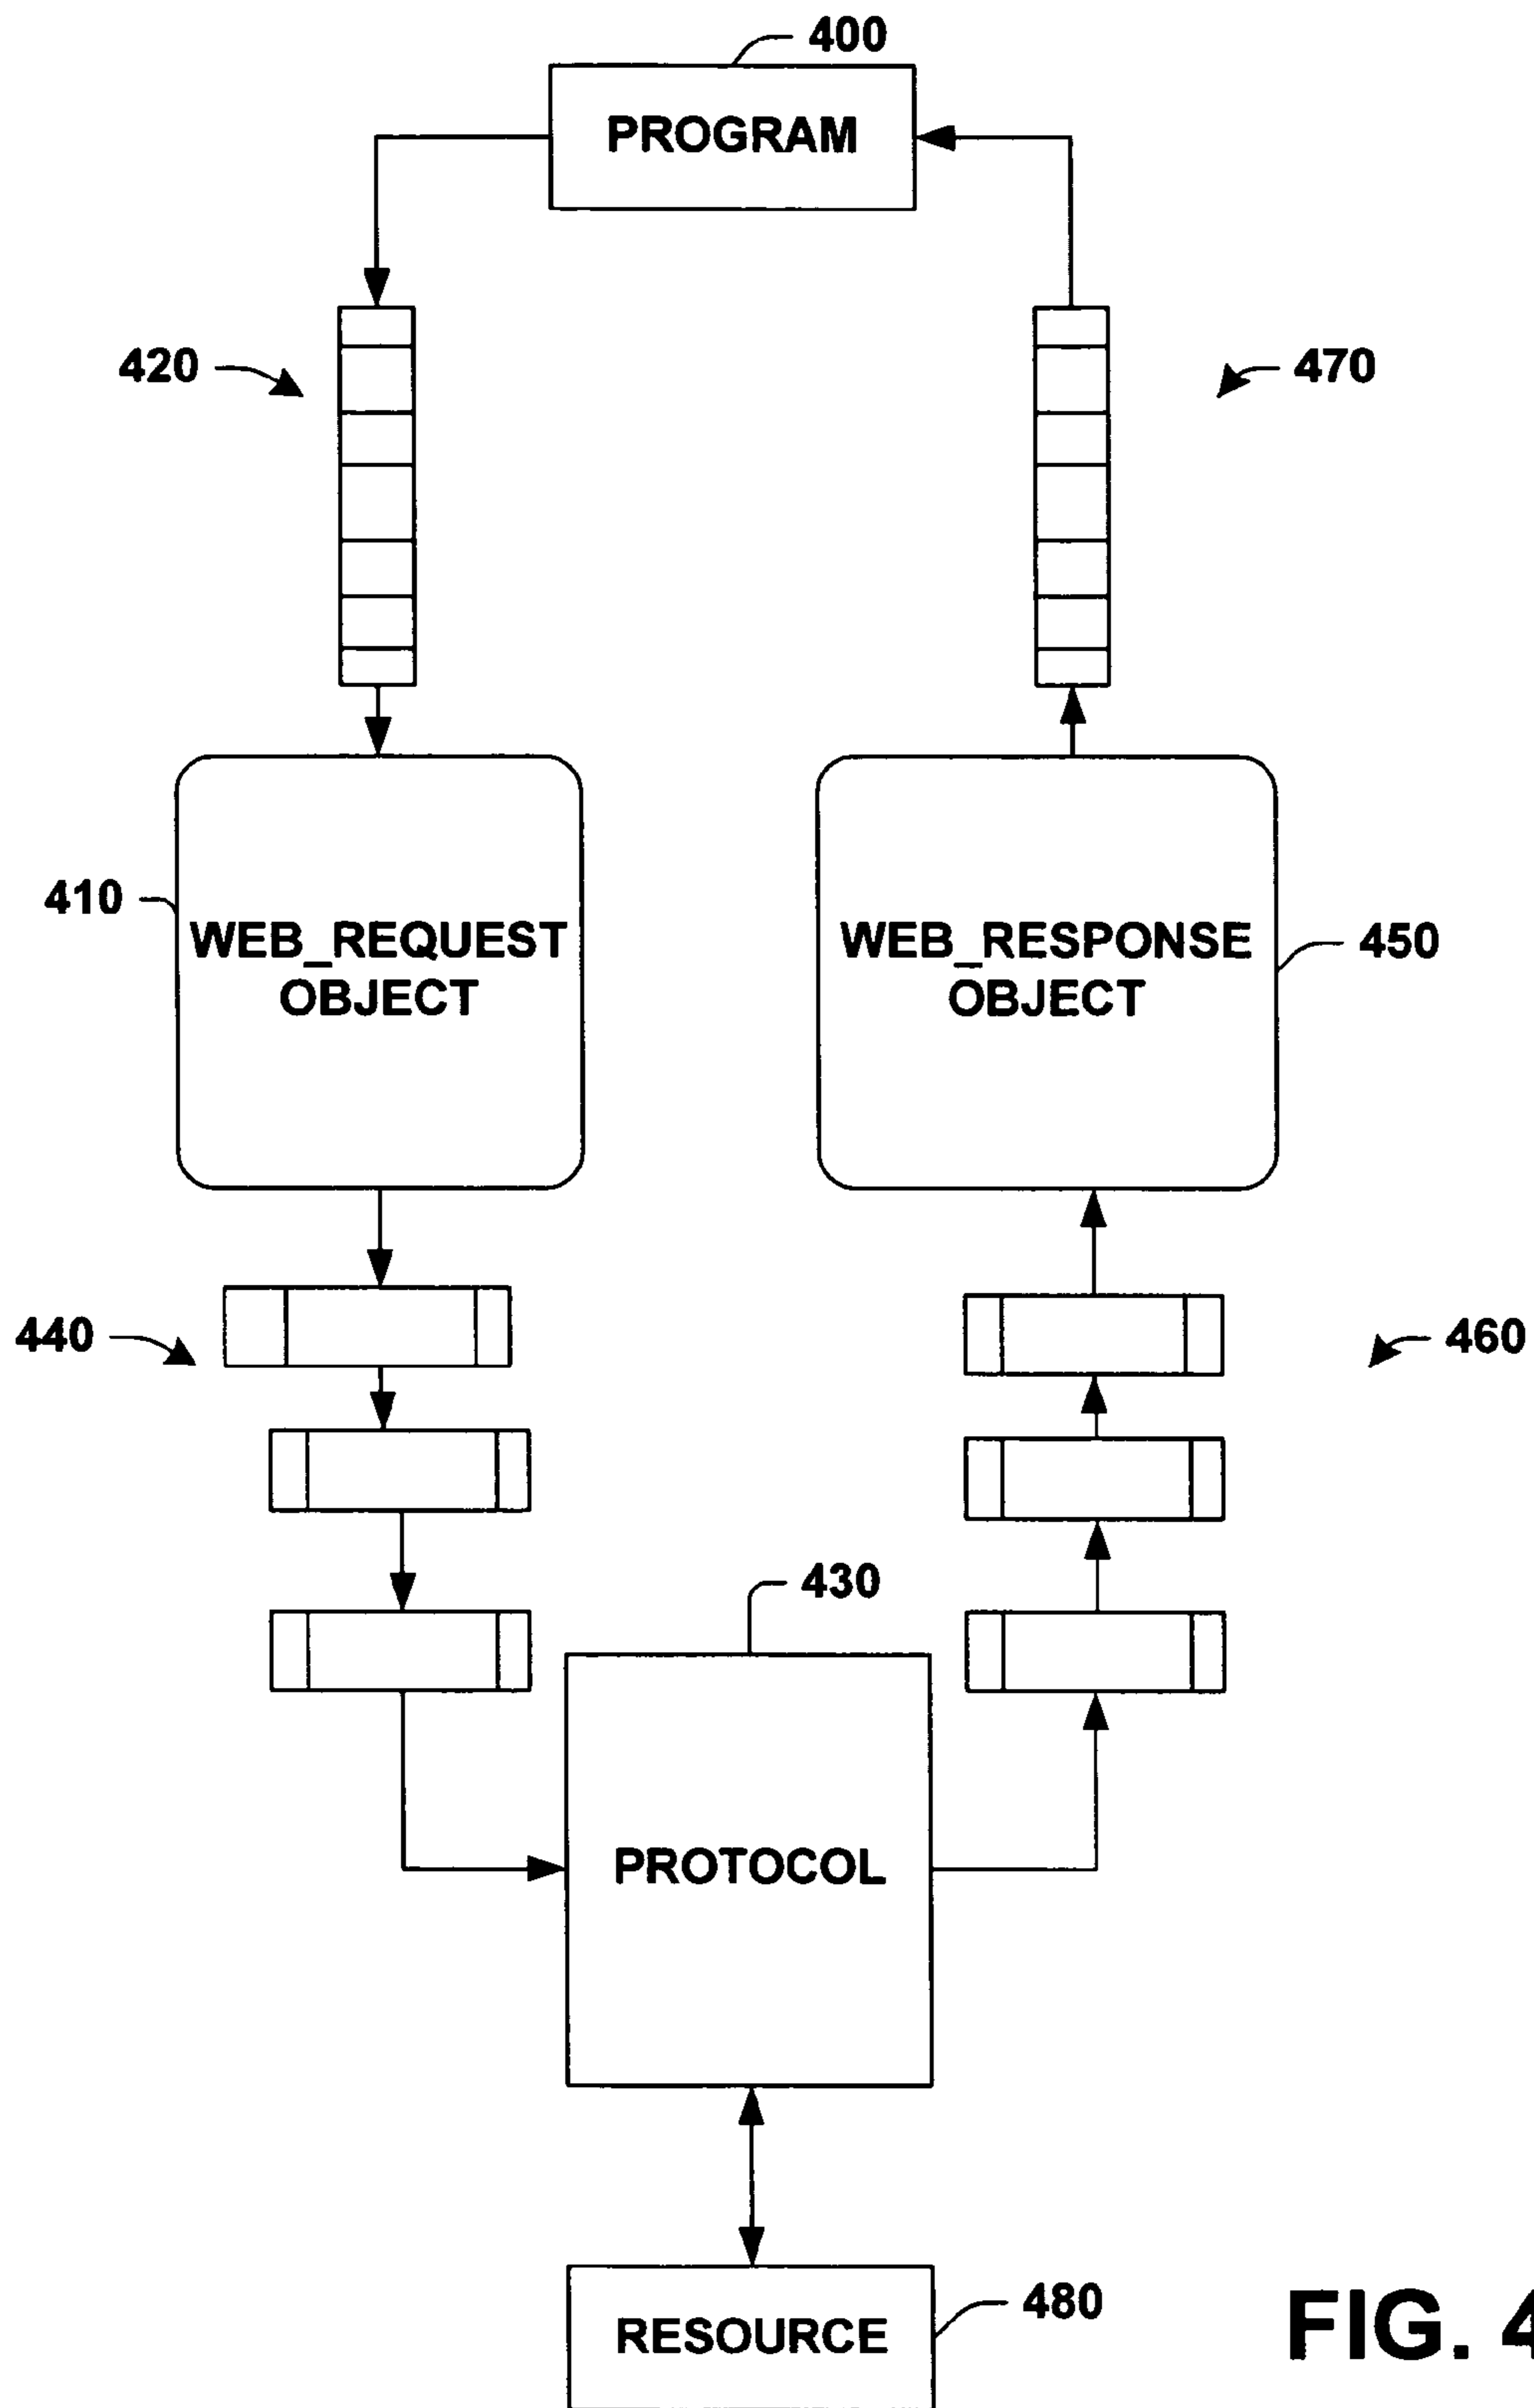 400
PROGRAM
420
470
410
WEB_REQUEST
OBJECT
WEB_RESPONSE
OBJECT
450
440
460
430
PROTOCOL
480
RESOURCE
FIG. 4